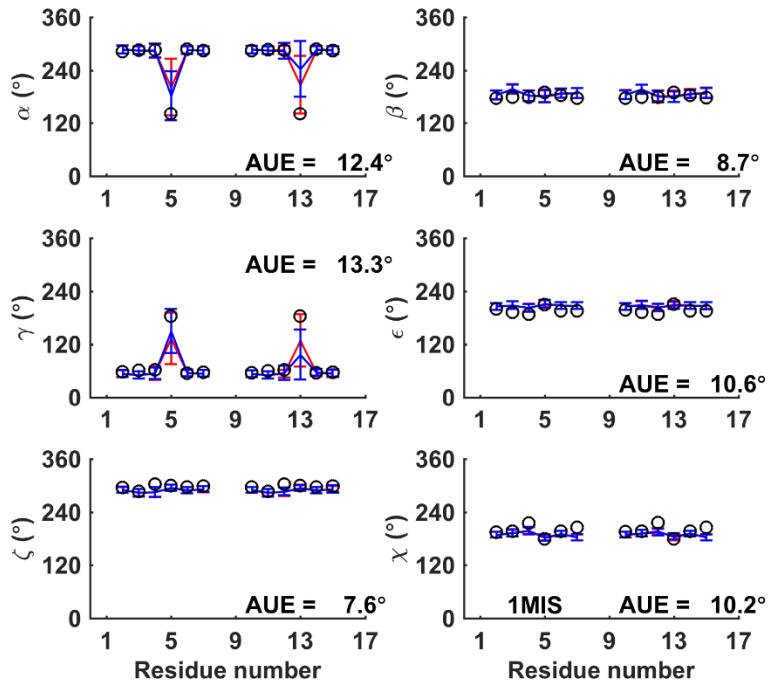 360
240
120
0
α (°)
AUE = 12.4°
1 5 9 13 17
360
240
120
0
β (°)
AUE = 8.7°
1 5 9 13 17
360
240
120
0
γ (°)
AUE = 13.3°
1 5 9 13 17
360
240
120
0
ϵ (°)
AUE = 10.6°
1 5 9 13 17
360
240
120
0
ζ (°)
AUE = 7.6°
1 5 9 13 17
Residue number
360
240
120
0
χ (°)
1MIS AUE = 10.2°
1 5 9 13 17
Residue number